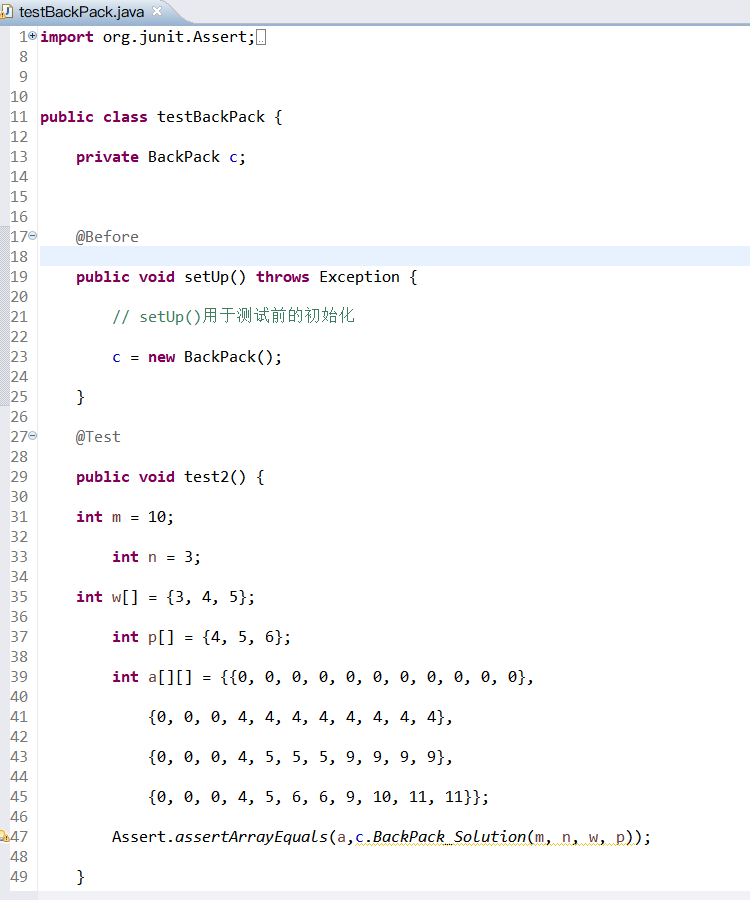 testBackPack.java
1 import org.junit.Assert;
8
9
10
11 public class testBackPack {
12
13     private BackPack c;
14
15
16
17     @Before
18
19     public void setUp() throws Exception {
20
21         // setUp()用于测试前的初始化
22
23         c = new BackPack();
24
25     }
26
27     @Test
28
29     public void test2() {
30
31     int m = 10;
32
33         int n = 3;
34
35     int w[] = {3, 4, 5};
36
37         int p[] = {4, 5, 6};
38
39         int a[][] = {{0, 0, 0, 0, 0, 0, 0, 0, 0, 0, 0},
40
41             {0, 0, 0, 4, 4, 4, 4, 4, 4, 4, 4},
42
43             {0, 0, 0, 4, 5, 5, 5, 9, 9, 9, 9},
44
45             {0, 0, 0, 4, 5, 6, 6, 9, 10, 11, 11}};
46
47         Assert.assertArrayEquals(a,c.BackPack_Solution(m, n, w, p));
48
49     }